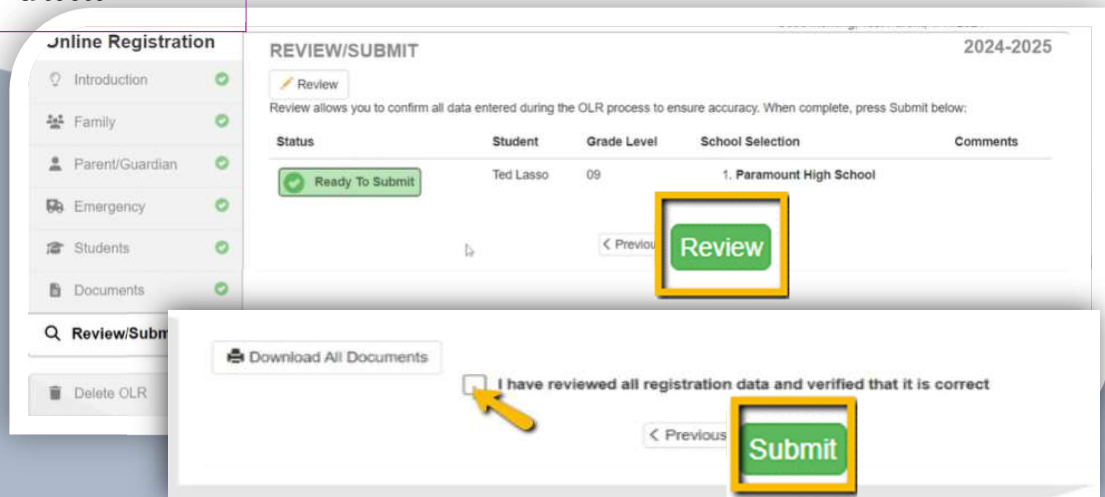 Online Registration
REVIEW/SUBMIT
2024-2025
Introduction
Review
Review allows you to confirm all data entered during the OLR process to ensure accuracy. When complete, press Submit below:
Family
Status Student Grade Level School Selection Comments
Parent/Guardian
Ready To Submit Ted Lasso 09 1. Paramount High School
Emergency
Students
< Previou
Review
Documents
Review/Subm
Download All Documents
I have reviewed all registration data and verified that it is correct
Delete OLR
< Previous
Submit